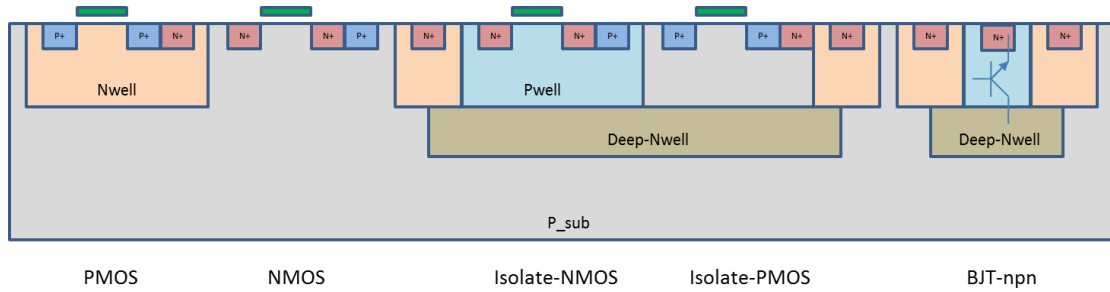 P+ P+ N+ N+ N+ P+ N+ N+ N+ P+ P+ P+ N+ N+ N+ N+ N+
Nwell Pwell
Deep-Nwell Deep-Nwell
P_sub
PMOS NMOS Isolate-NMOS Isolate-PMOS BJT-npn